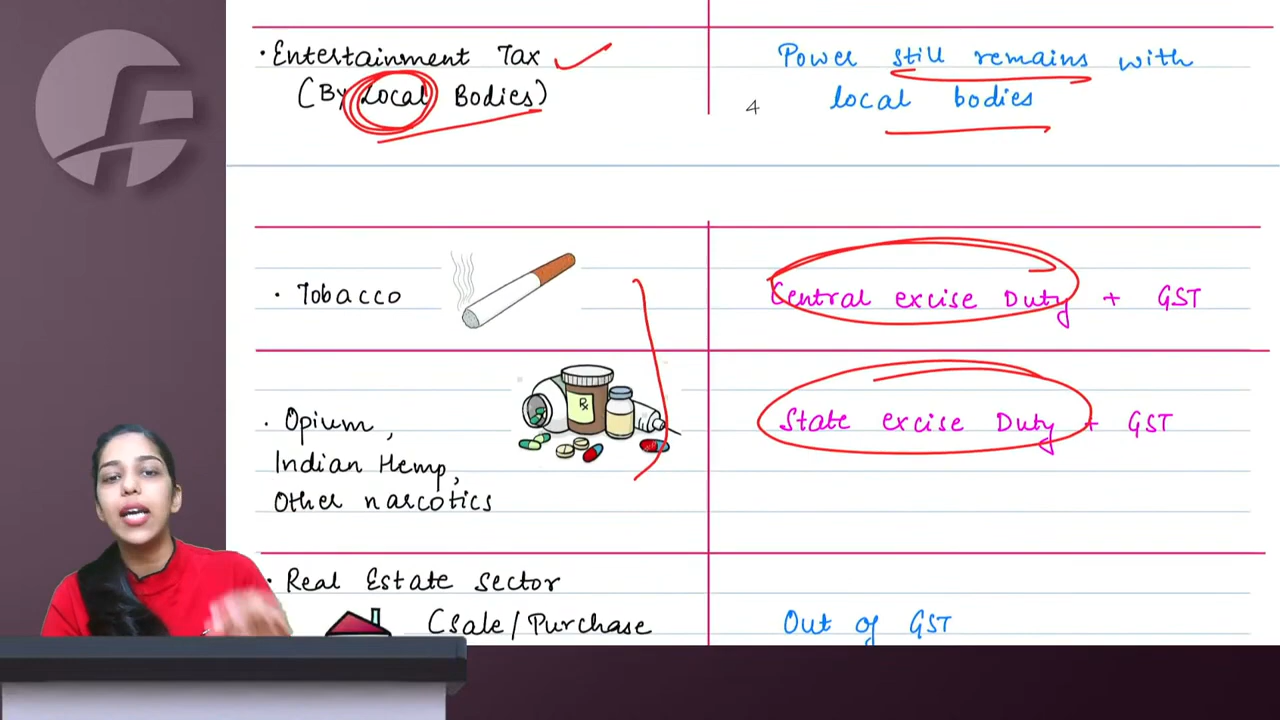 · Entertainment Tax
(By Local Bodies)
Power still remains with
local bodies
4
· Tobacco
Central excise Duty + GST
Rx
· Opium,
Indian Hemp,
Other narcotics
State excise Duty + GST
· Real Estate sector
(Sale/Purchase
Out of GST